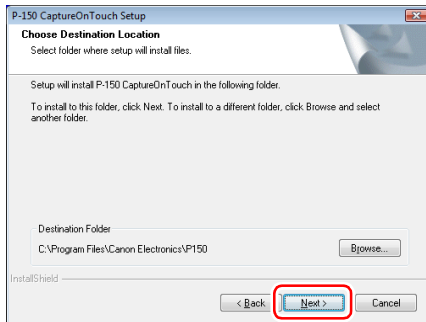 P-150 CaptureOnTouch Setup
Choose Destination Location
Select folder where setup will install files.
Setup will install P-150 CaptureOnTouch in the following folder.
To install to this folder, click Next. To install to a different folder, click Browse and select
another folder.
Destination Folder
C:\Program Files\Canon Electronics\P150
Browse...
InstallShield
< Back
Next >
Cancel